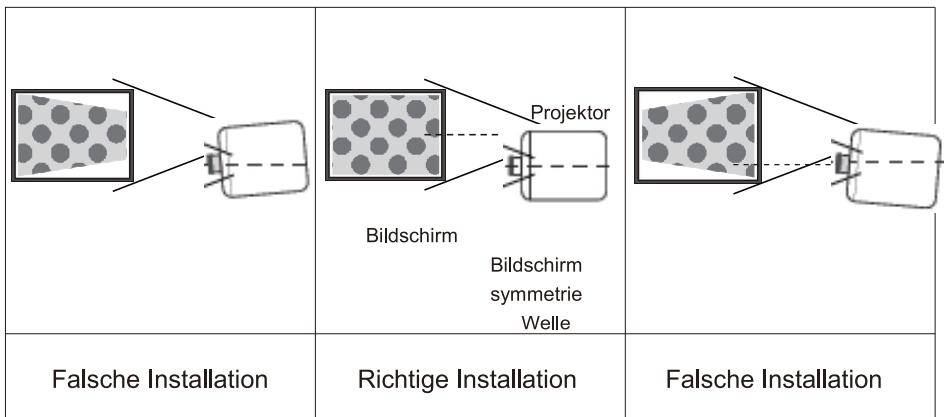 Projektor
Bildschirm
Bildschirm
symmetrie
Welle
Falsche Installation
Richtige Installation
Falsche Installation